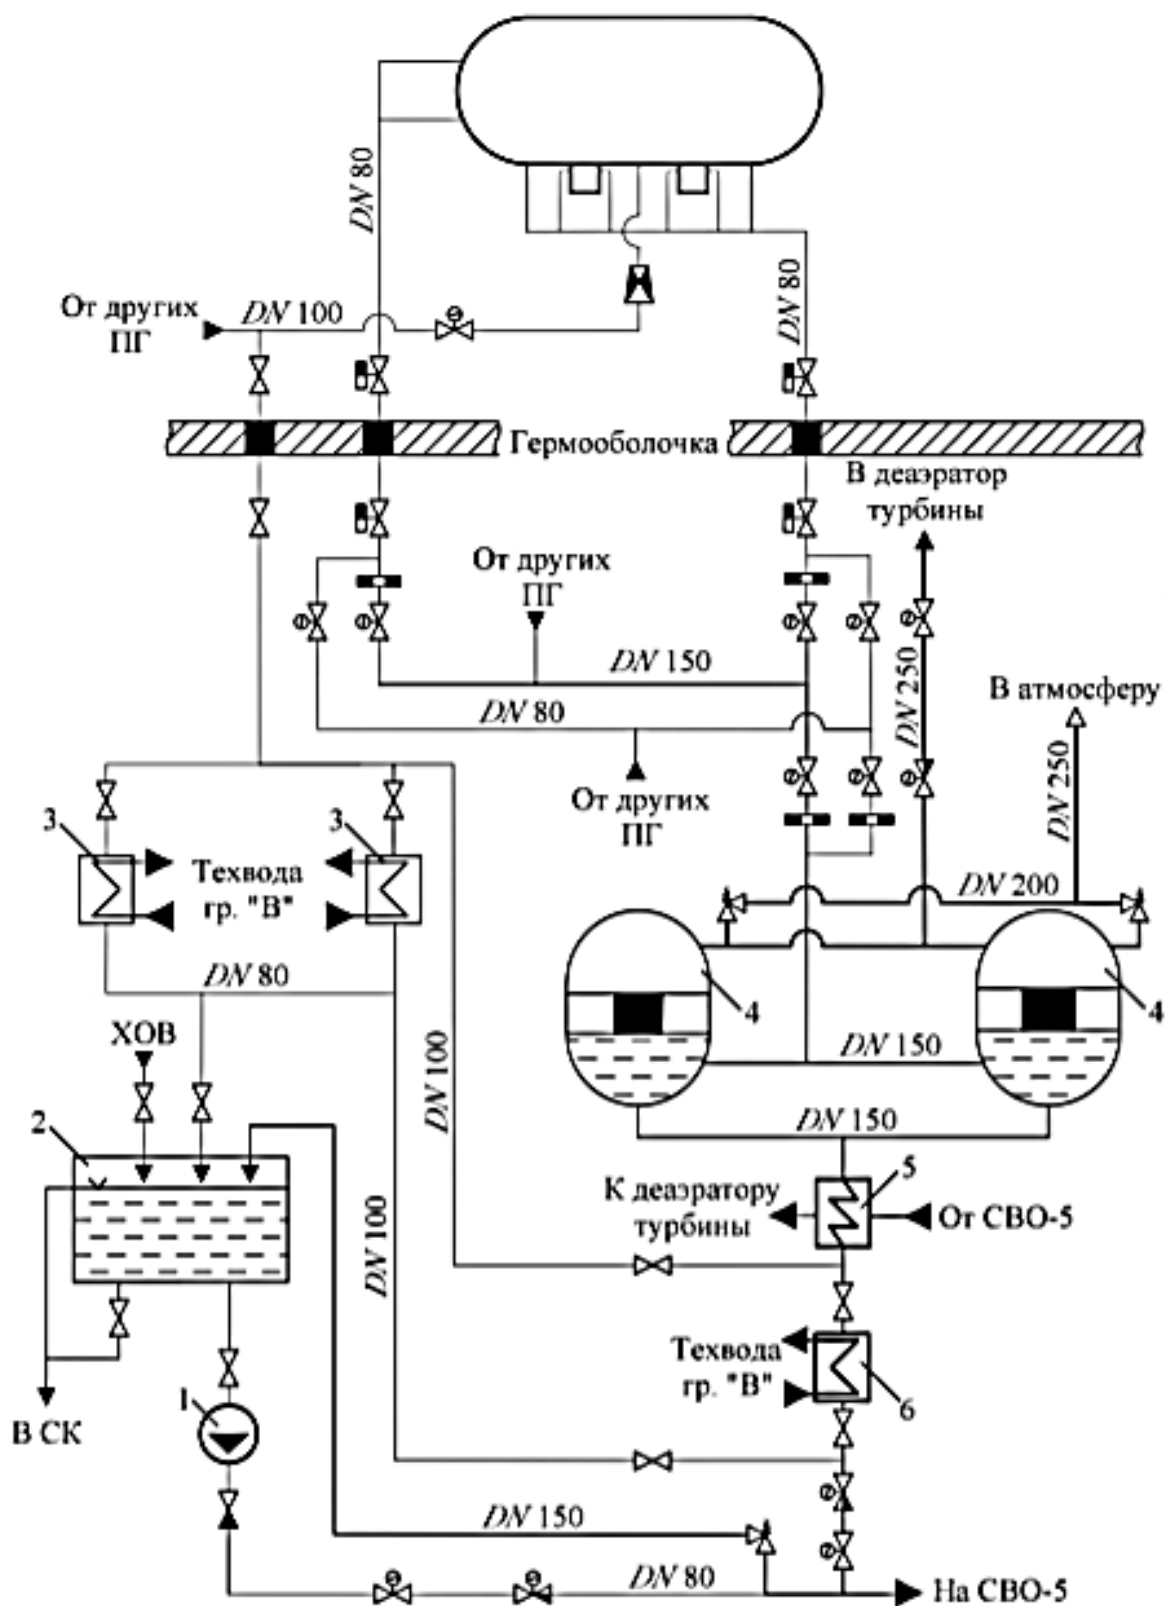 DN 80
DN 80
От других
ПГ
DN 100
Гермооболочка
В деаэратор
турбины
От других
ПГ
DN 150
DN 80
DN 250
В атмосферу
DN 250
От других
ПГ
3
3
Техвода
гр. "В"
DN 200
4
4
DN 80
ХОВ
DN 150
DN 100
2
DN 150
К деаэратору
турбины
5
От СВО-5
DN 100
Техвода
гр. "В"
6
1
В СК
DN 150
DN 80
На СВО-5